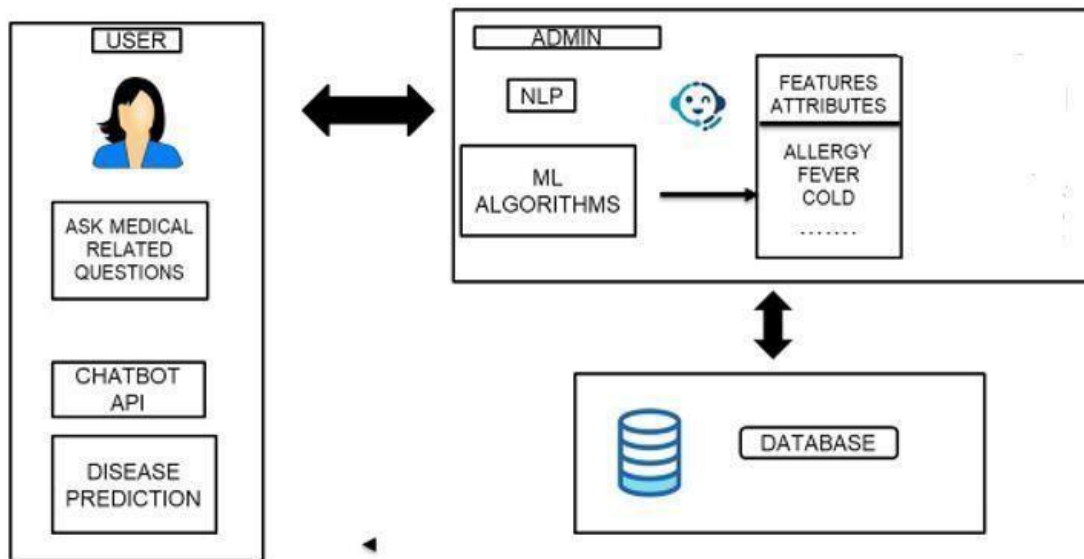 USER
ASK MEDICAL
RELATED
QUESTIONS
CHATBOT
API
DISEASE
PREDICTION
ADMIN
NLP
ML
ALGORITHMS
FEATURES
ATTRIBUTES
ALLERGY
FEVER
COLD
.......
DATABASE